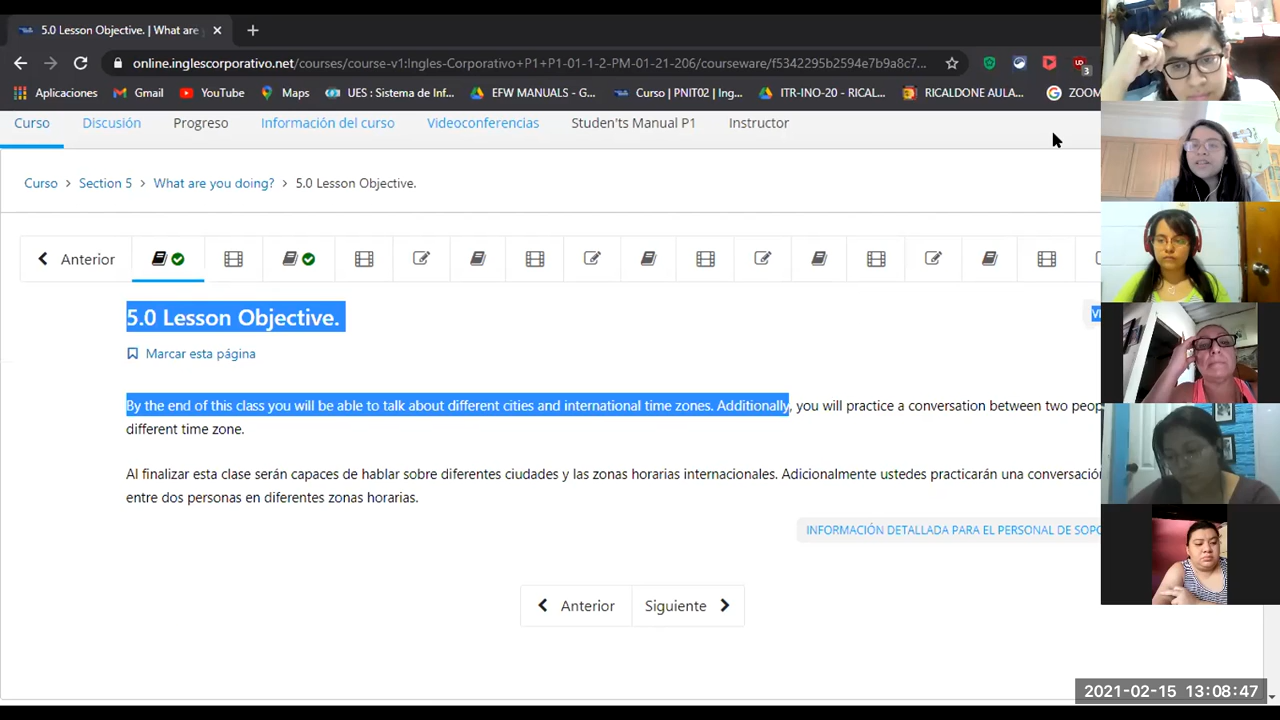 5.0 Lesson Objective. | What are
online.inglescorporativo.net/courses/course-v1:Ingles-Corporativo+P1+P1-01-1-2-PM-01-21-206/courseware/f5342295b2594e7b9a8c7...
3
Aplicaciones Gmail YouTube Maps UES : Sistema de Inf... EFW MANUALS - G... Curso | PNIT02 | Ing... ITR-INO-20 - RICAL... RICALDONE AULA... ZOOM
Curso Discusión Progreso Información del curso Videoconferencias Studen'ts Manual P1 Instructor
Curso > Section 5 > What are you doing? > 5.0 Lesson Objective.
Anterior
5.0 Lesson Objective.
Marcar esta página
By the end of this class you will be able to talk about different cities and international time zones. Additionally, you will practice a conversation between two
different time zone.
Al finalizar esta clase serán capaces de hablar sobre diferentes ciudades y las zonas horarias internacionales. Adicionalmente ustedes practicarán una conversación
entre dos personas en diferentes zonas horarias.
INFORMACIÓN DETALLADA PARA EL PERSONAL DE
Anterior Siguiente
2021-02-15 13:08:47